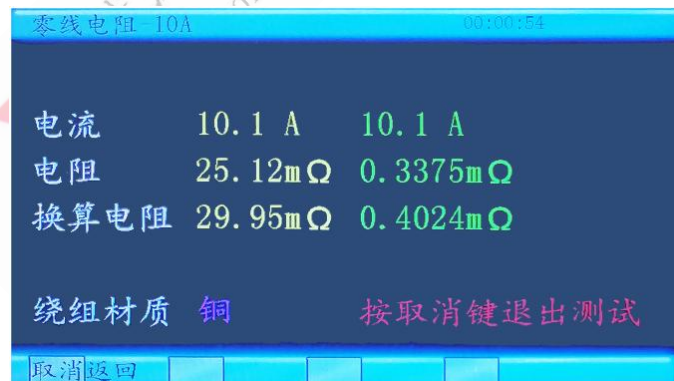 零线电阻-10A 00:00:54
电流 10.1 A 10.1 A
电阻 25.12mΩ 0.3375mΩ
换算电阻 29.95mΩ 0.4024mΩ
绕组材质 铜 按取消键退出测试
取消返回